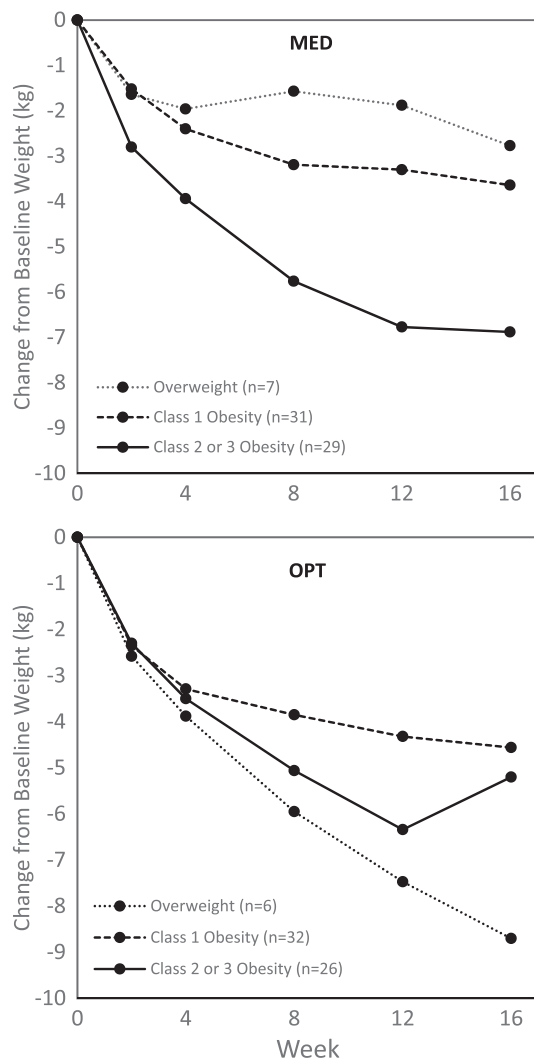 MED
Change from Baseline Weight (kg)
0
-1
-2
-3
-4
-5
-6
-7
-8
-9
-10
Overweight (n=7)
Class 1 Obesity (n=31)
Class 2 or 3 Obesity (n=29)
0 4 8 12 16
OPT
Change from Baseline Weight (kg)
0
-1
-2
-3
-4
-5
-6
-7
-8
-9
-10
Overweight (n=6)
Class 1 Obesity (n=32)
Class 2 or 3 Obesity (n=26)
0 4 8 12 16
Week